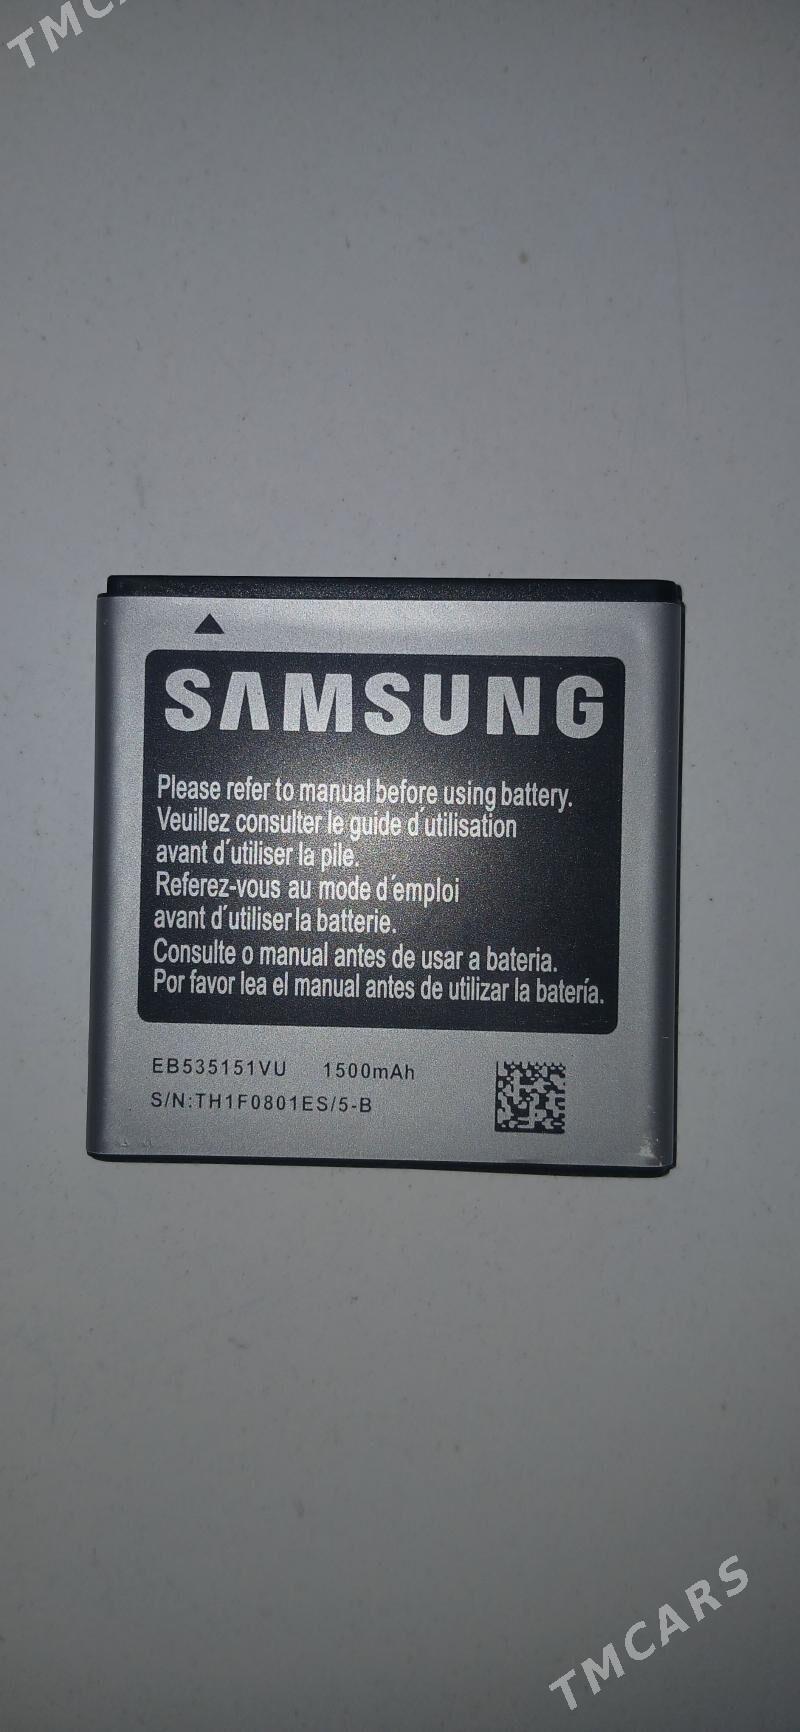 TMC
SAMSUNG
Please refer to manual before using battery.
Veuillez consulter le guide d'utilisation
avant d'utiliser la pile.
Referez-vous au mode d'émploi
avant d'utiliser la batterie.
Consulte o manual antes de usar a bateria.
Por favor lea el manual antes de utilizar la batería.
EB535151VU 1500mAh
S/N:TH1F0801ES/5-B
TMCARS